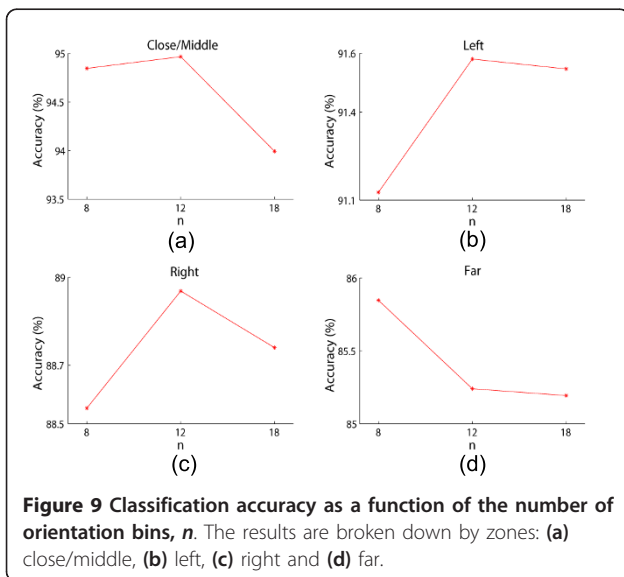 Close/Middle
95
94.5
94
93.5
Accuracy (%)
8
12
18
n
(a)
Left
91.6
91.4
91.1
Accuracy (%)
8
12
18
n
(b)
Right
89
88.7
88.5
Accuracy (%)
8
12
18
n
(c)
Far
86
85.5
85
Accuracy (%)
8
12
18
n
(d)
Figure 9 Classification accuracy as a function of the number of
orientation bins, n. The results are broken down by zones: (a)
close/middle, (b) left, (c) right and (d) far.